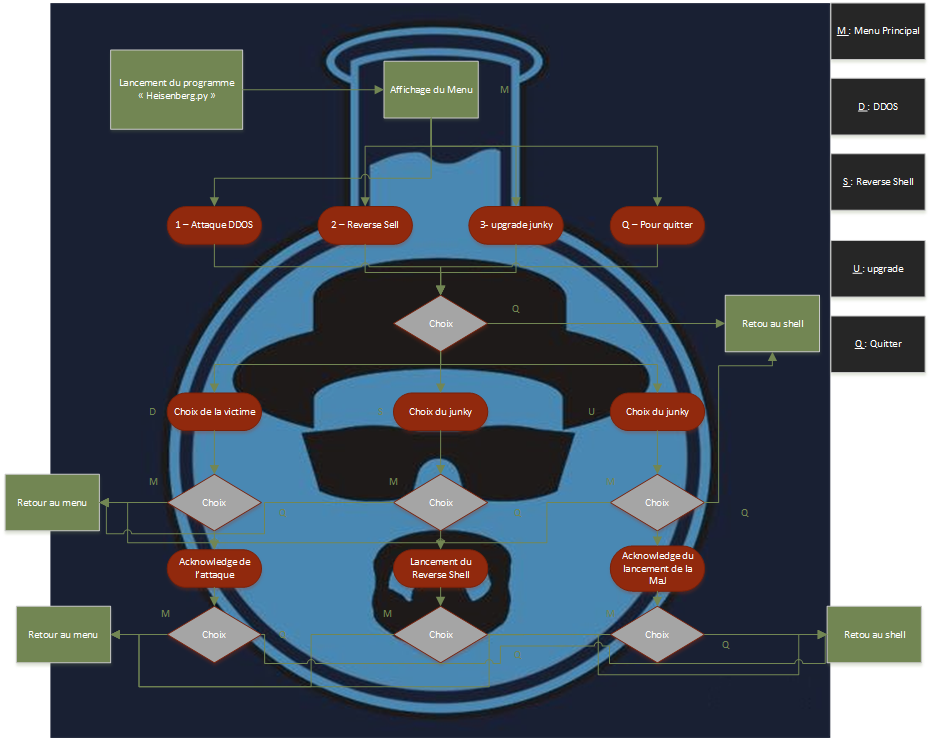 M : Menu Principal
Lancement du programme
« Heisenberg.py »
Affichage du Menu
M
D : DDOS
S : Reverse Shell
1 – Attaque DDOS
2 – Reverse Sell
3- upgrade junky
Q – Pour quitter
U : upgrade
Q
Choix
Retou au shell
Q : Quitter
D
Choix de la victime
Choix du junky
U
Choix du junky
M
M
Retour au menu
Choix
Choix
Choix
Q
Acknowledge de
l'attaque
Lancement du
Reverse Shell
Acknowledge du
lancement de la
MaJ
M
M
Retour au menu
Choix
Choix
Choix
Retou au shell
Q